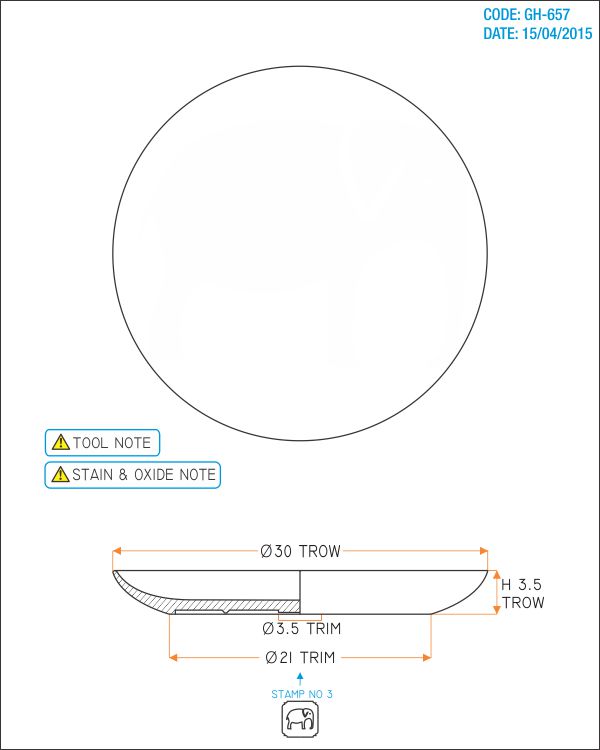 CODE: GH-657
DATE: 15/04/2015
TOOL NOTE
STAIN & OXIDE NOTE
Ø30 TROW
H 3.5
TROW
Ø3.5 TRIM
Ø21 TRIM
STAMP NO 3